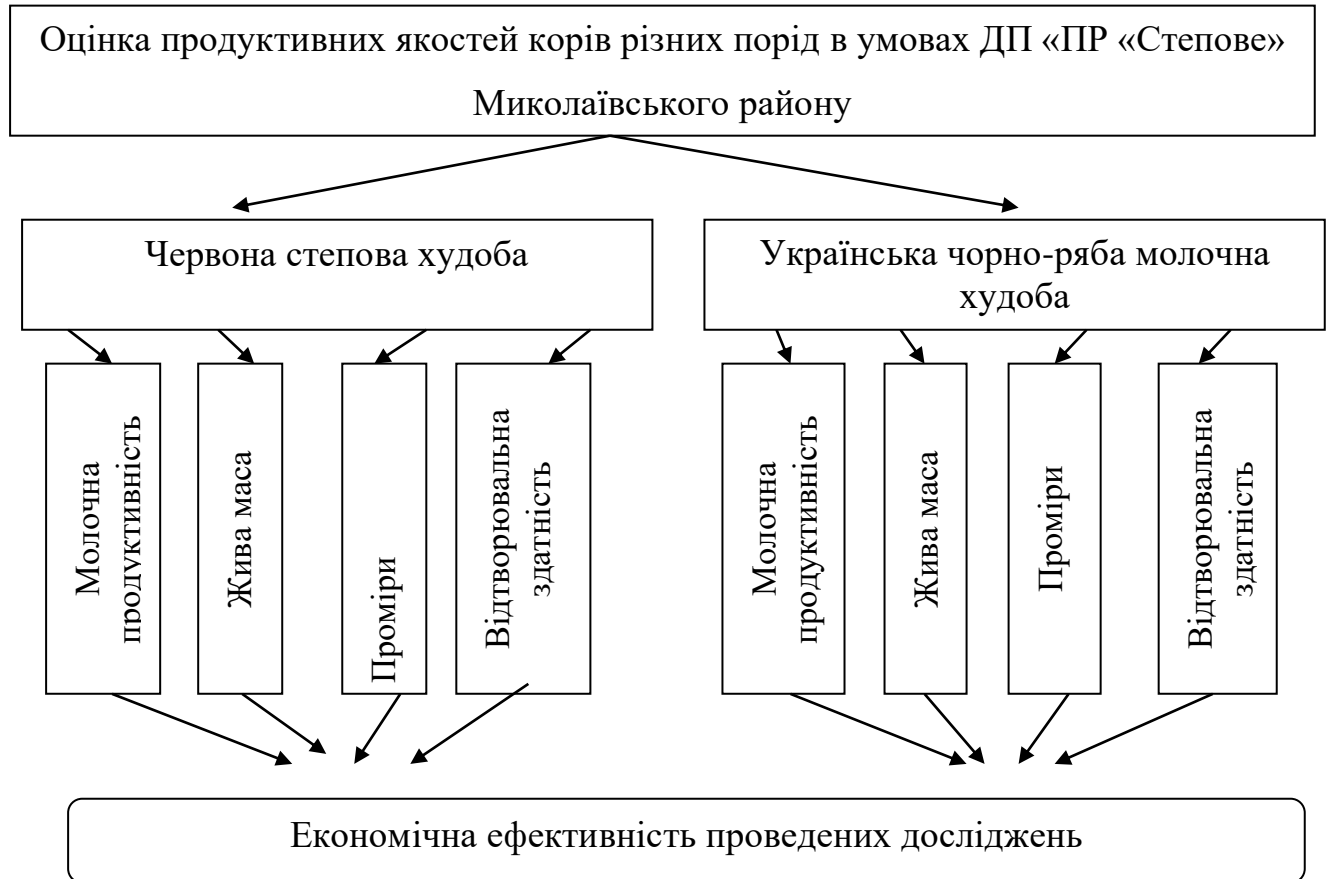 Оцінка продуктивних якостей корів різних порід в умовах ДП «ПР «Степове»
Миколаївського району
Червона степова худоба
Українська чорно-ряба молочна
худоба
Молочна
продуктивність
Жива маса
Проміри
Відтворювальна
здатність
Молочна
продуктивність
Жива маса
Проміри
Відтворювальна
здатність
Економічна ефективність проведених досліджень